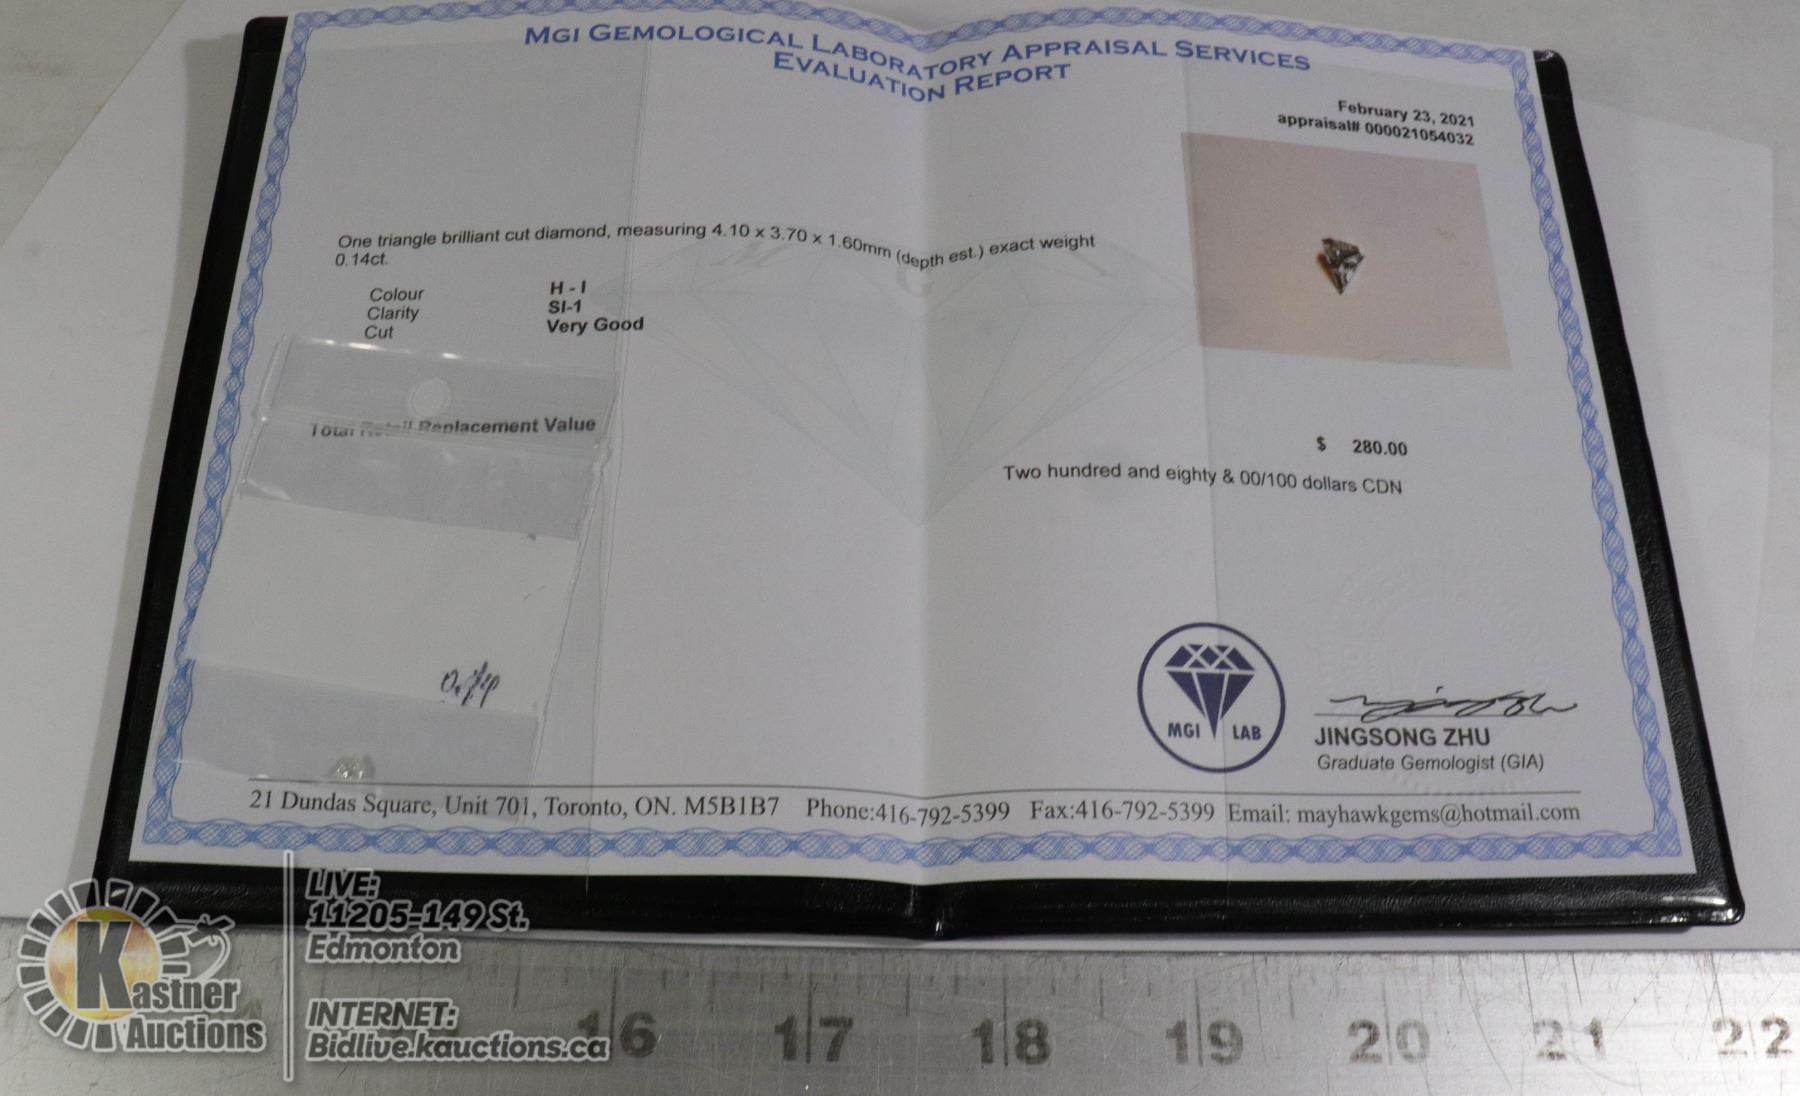 MGI GEMOLOGICAL LABORATORY APPRAISAL SERVICES
EVALUATION REPORT
February 23, 2021
appraisal# 000021054032
One triangle brilliant cut diamond, measuring 4.10 x 3.70 x 1.60mm (depth est.) exact weight
0.14ct.
Colour H - I
Clarity SI-1
Cut Very Good
Total Retail Replacement Value
$ 280.00
Two hundred and eighty & 00/100 dollars CDN
MGI LAB
JINGSONG ZHU
Graduate Gemologist (GIA)
21 Dundas Square, Unit 701, Toronto, ON. M5B1B7 Phone:416-792-5399 Fax:416-792-5399 Email: mayhawkgems@hotmail.com
Kastner
Auctions
LIVE:
11205-149 St.
Edmonton
INTERNET:
Bidlive.kauctions.ca
16 17 18 19 20 21 22